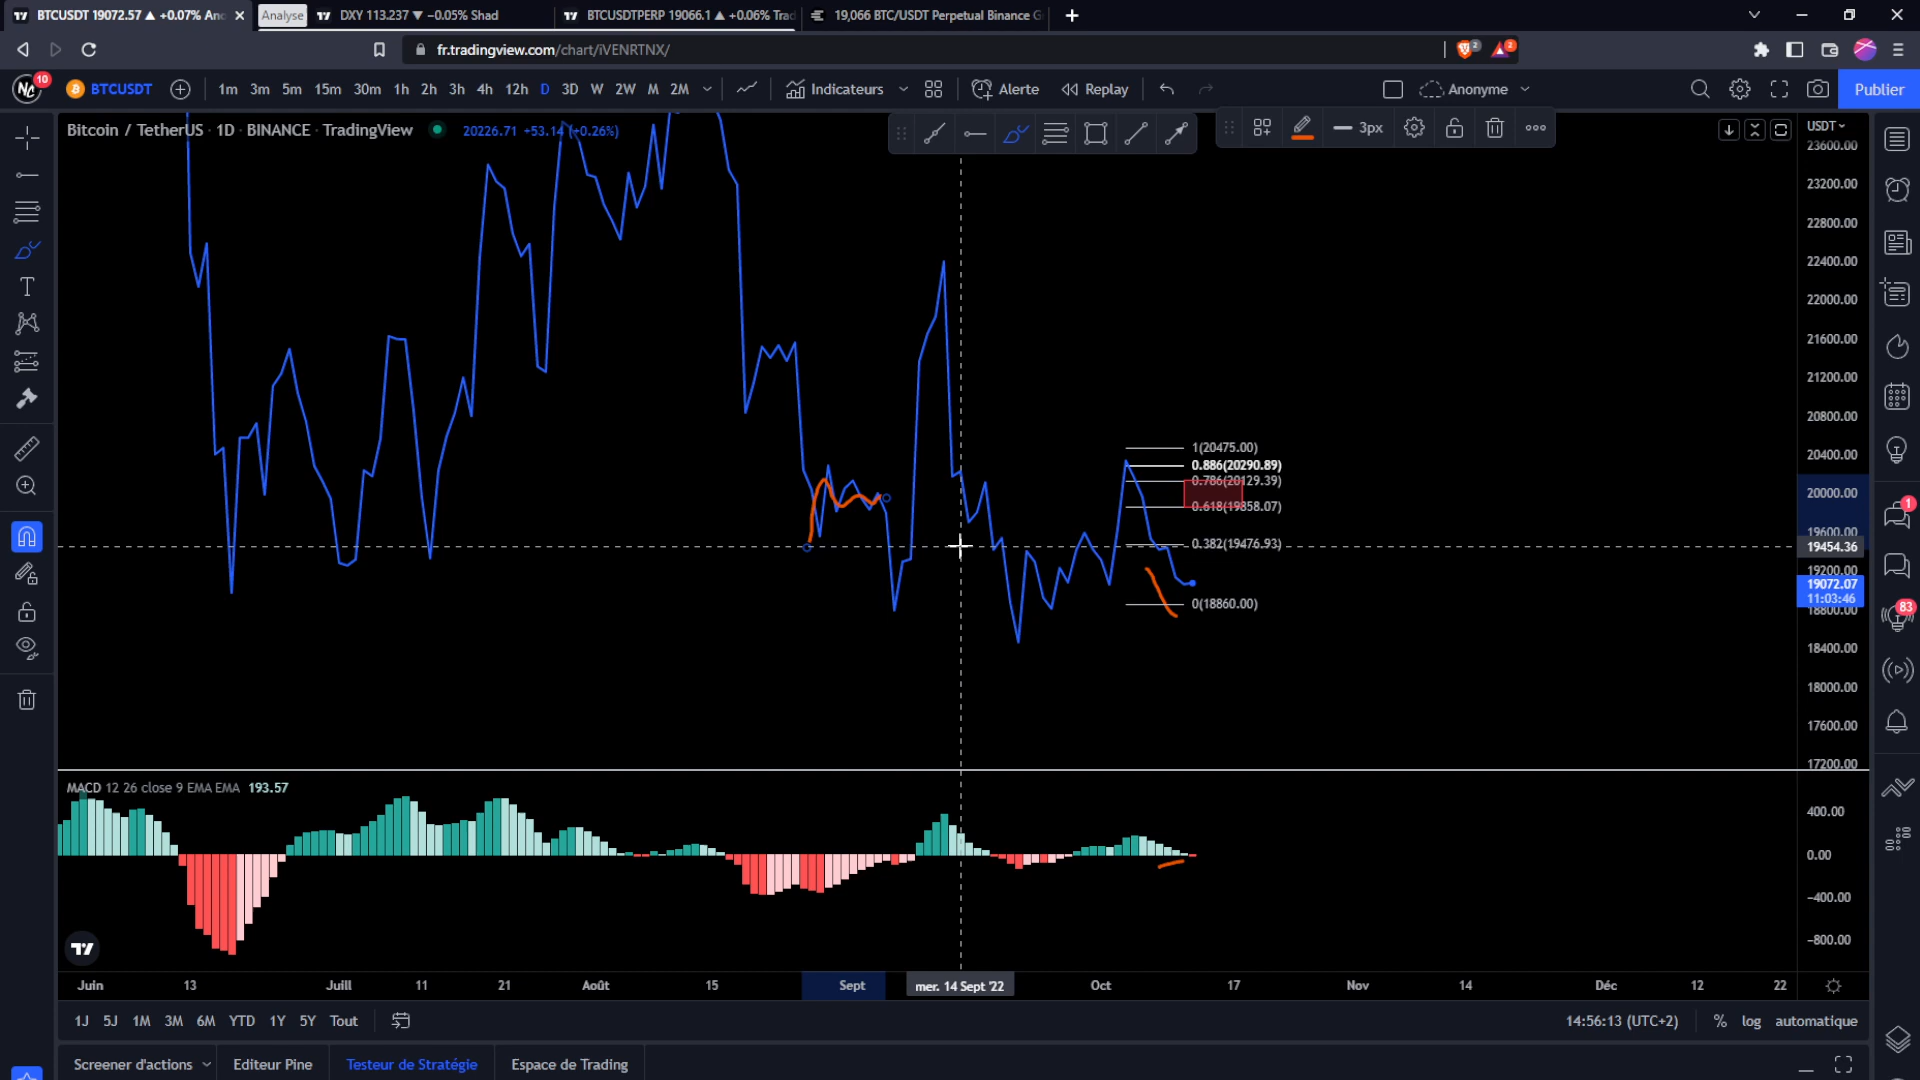 BTCUSDT 19072.57 ▲ +0.07% And
Analyse
DXY 113.237 ▼ −0.05% Shad
BTCUSDTPERP 19066.1 ▲ +0.06% Trad
19,066 BTC/USDT Perpetual Binance G
fr.tradingview.com/chart/iVENRTNX/
2
2
10
BTCUSDT
1m 3m 5m 15m 30m 1h 2h 3h 4h 12h D 3D W 2W M 2M
Indicateurs
Alerte
Replay
Anonyme
Publier
Bitcoin / TetherUS · 1D · BINANCE · TradingView
20226.71 +53.14 (+0.26%)
3px
USDT
23600.00
23200.00
22800.00
22400.00
22000.00
21600.00
21200.00
20800.00
20400.00
20000.00
19600.00
19454.36
19200.00
19072.07
11:03:46
18800.00
18400.00
18000.00
17600.00
17200.00
1(20475.00)
0.886(20290.89)
0.786(20129.39)
0.618(19858.07)
0.382(19476.93)
0(18860.00)
1
83
MACD 12 26 close 9 EMA EMA 193.57
400.00
0.00
−400.00
−800.00
Juin 13 Juill 11 21 Août 15 Sept mer. 14 Sept '22 Oct 17 Nov 14 Déc 12 22
1J 5J 1M 3M 6M YTD 1Y 5Y Tout
14:56:13 (UTC+2) % log automatique
Screener d'actions
Editeur Pine
Testeur de Stratégie
Espace de Trading